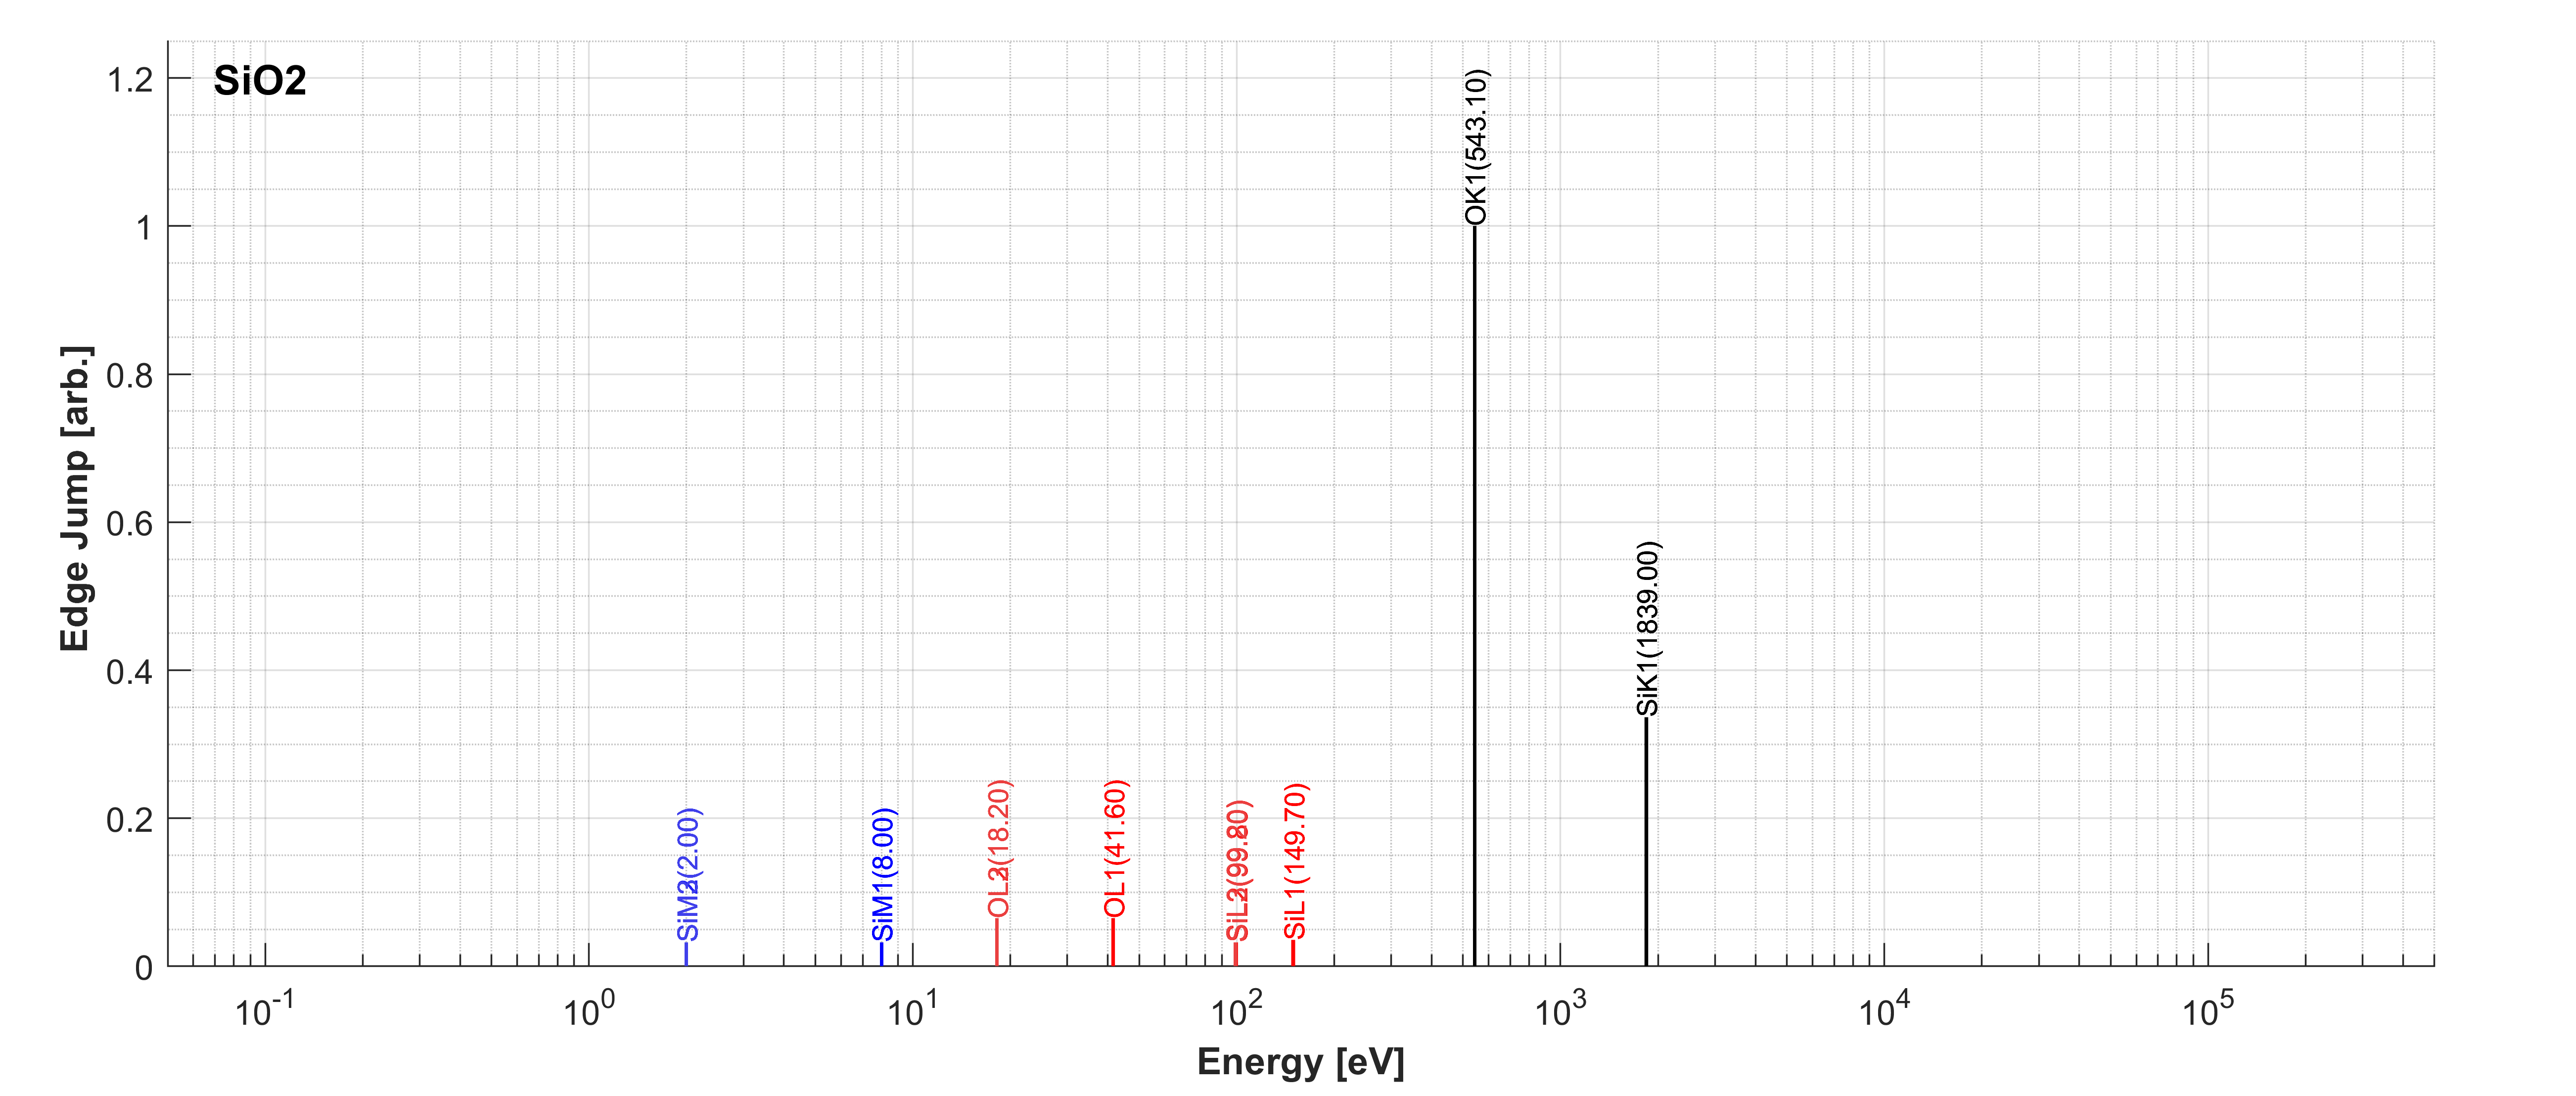 SiO2
Edge Jump [arb.]
1.2
1
0.8
0.6
0.4
0.2
0
SiM1(8.00)
OL1(41.60)
SiL1(149.70)
OK1(543.10)
SiK1(1839.00)
10-1
100
101
102
103
104
105
Energy [eV]